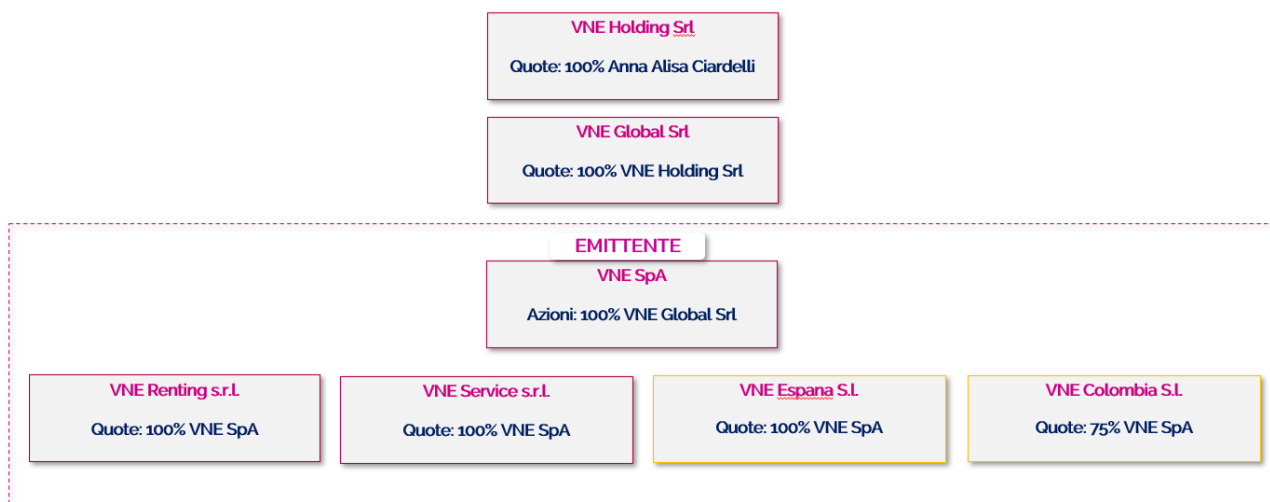 VNE Holding Srl
Quote: 100% Anna Alisa Ciardelli
VNE Global Srl
Quote: 100% VNE Holding Srl
EMITTENTE
VNE SpA
Azioni: 100% VNE Global Srl
VNE Renting s.r.l.
Quote: 100% VNE SpA
VNE Service s.r.l.
Quote: 100% VNE SpA
VNE Espana S.l.
Quote: 100% VNE SpA
VNE Colombia S.l.
Quote: 75% VNE SpA